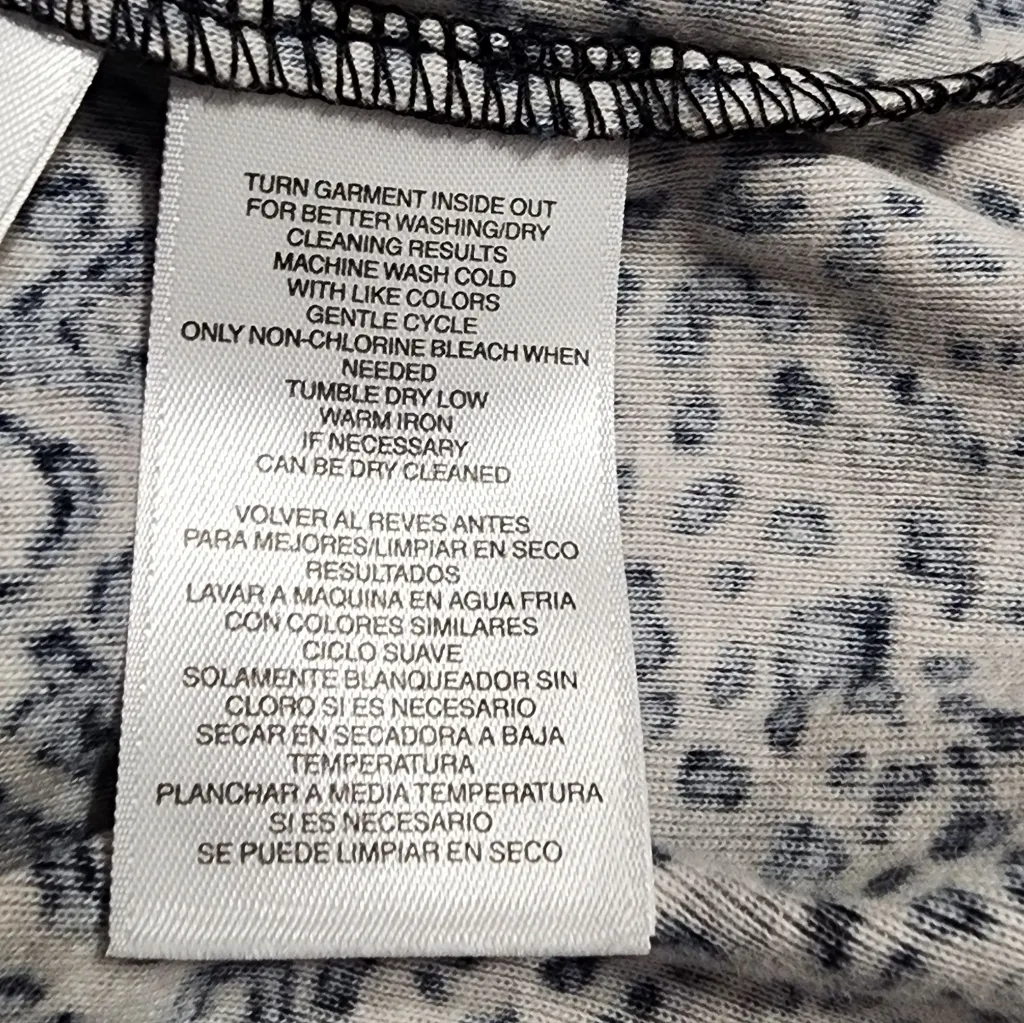 TURN GARMENT INSIDE OUT
FOR BETTER WASHING/DRY
CLEANING RESULTS
MACHINE WASH COLD
WITH LIKE COLORS
GENTLE CYCLE
ONLY NON-CHLORINE BLEACH WHEN
NEEDED
TUMBLE DRY LOW
WARM IRON
IF NECESSARY
CAN BE DRY CLEANED
VOLVER AL REVES ANTES
PARA MEJORES/LIMPIAR EN SECO
RESULTADOS
LAVAR A MAQUINA EN AGUA FRIA
CON COLORES SIMILARES
CICLO SUAVE
SOLAMENTE BLANQUEADOR SIN
CLORO SI ES NECESARIO
SECAR EN SECADORA A BAJA
TEMPERATURA
PLANCHAR A MEDIA TEMPERATURA
SI ES NECESARIO
SE PUEDE LIMPIAR EN SECO